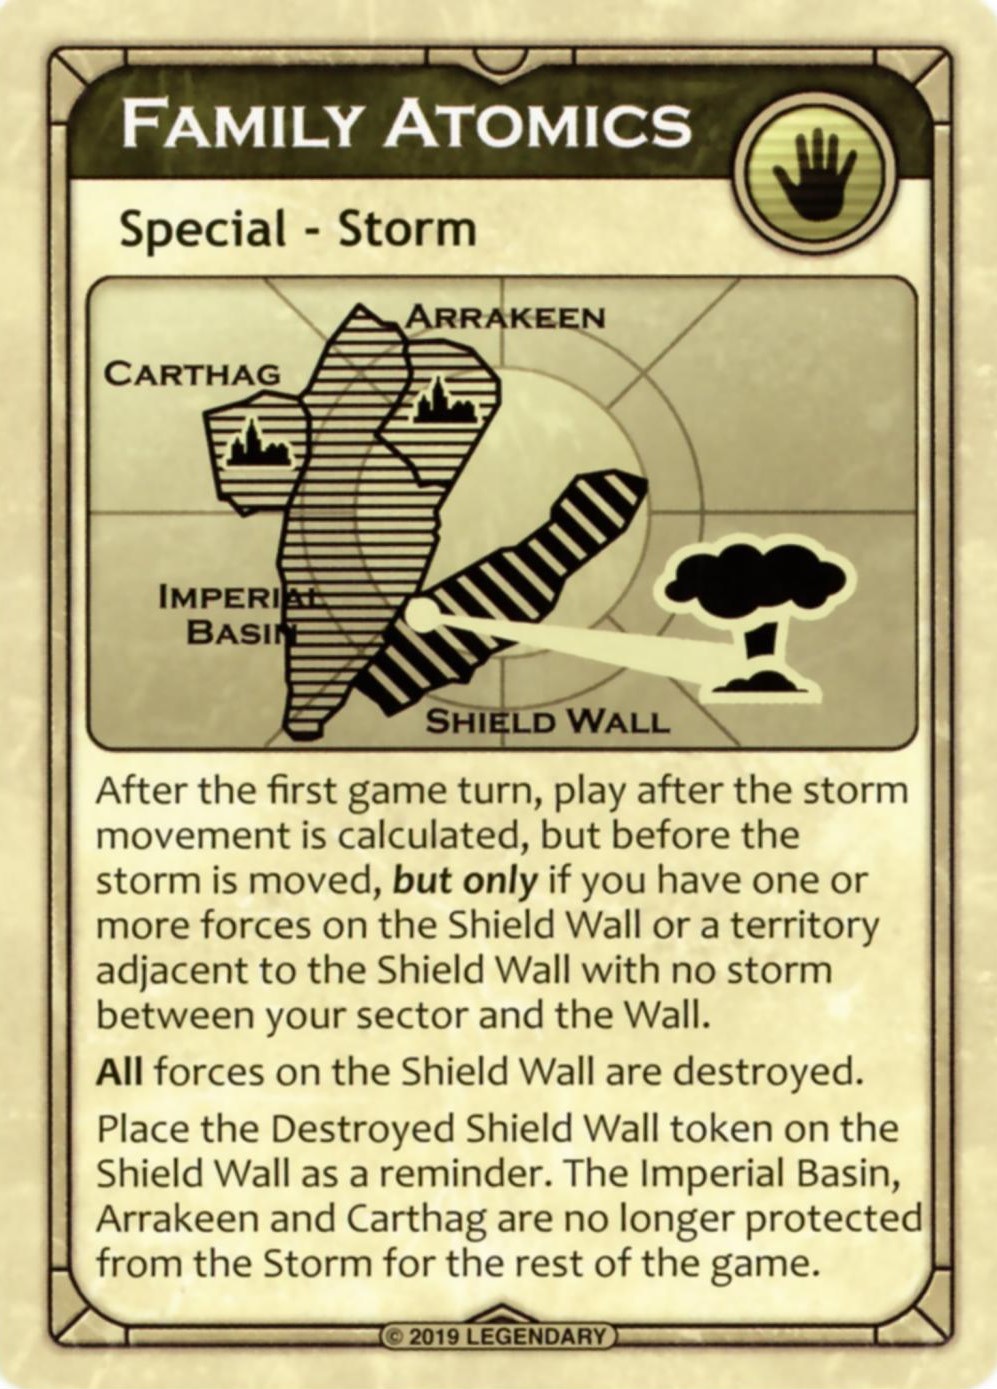 FAMILY ATOMICS
Special - Storm
ARRAKEEN
CARTHAG
IMPERIAL
BASIN
SHIELD WALL
After the first game turn, play after the storm
movement is calculated, but before the
storm is moved, but only if you have one or
more forces on the Shield Wall or a territory
adjacent to the Shield Wall with no storm
between your sector and the Wall.
All forces on the Shield Wall are destroyed.
Place the Destroyed Shield Wall token on the
Shield Wall as a reminder. The Imperial Basin,
Arrakeen and Carthag are no longer protected
from the Storm for the rest of the game.
© 2019 LEGENDARY